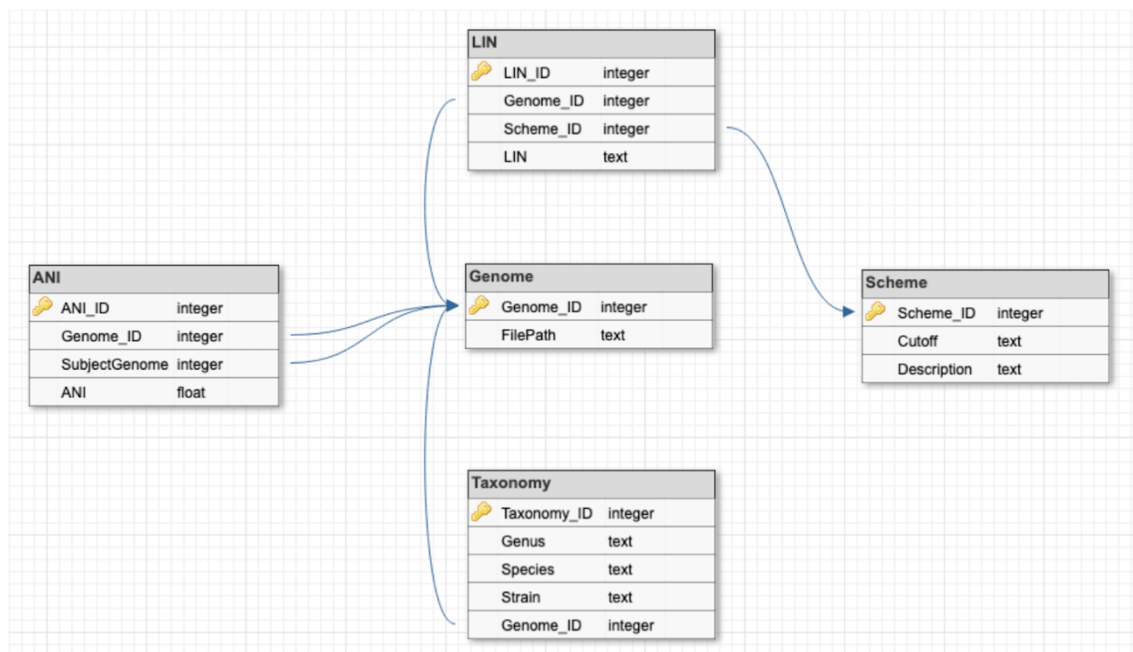 LIN
LIN_ID integer
Genome_ID integer
Scheme_ID integer
LIN text
ANI
ANI_ID integer
Genome_ID integer
SubjectGenome integer
ANI float
Genome
Genome_ID integer
FilePath text
Scheme
Scheme_ID integer
Cutoff text
Description text
Taxonomy
Taxonomy_ID integer
Genus text
Species text
Strain text
Genome_ID integer